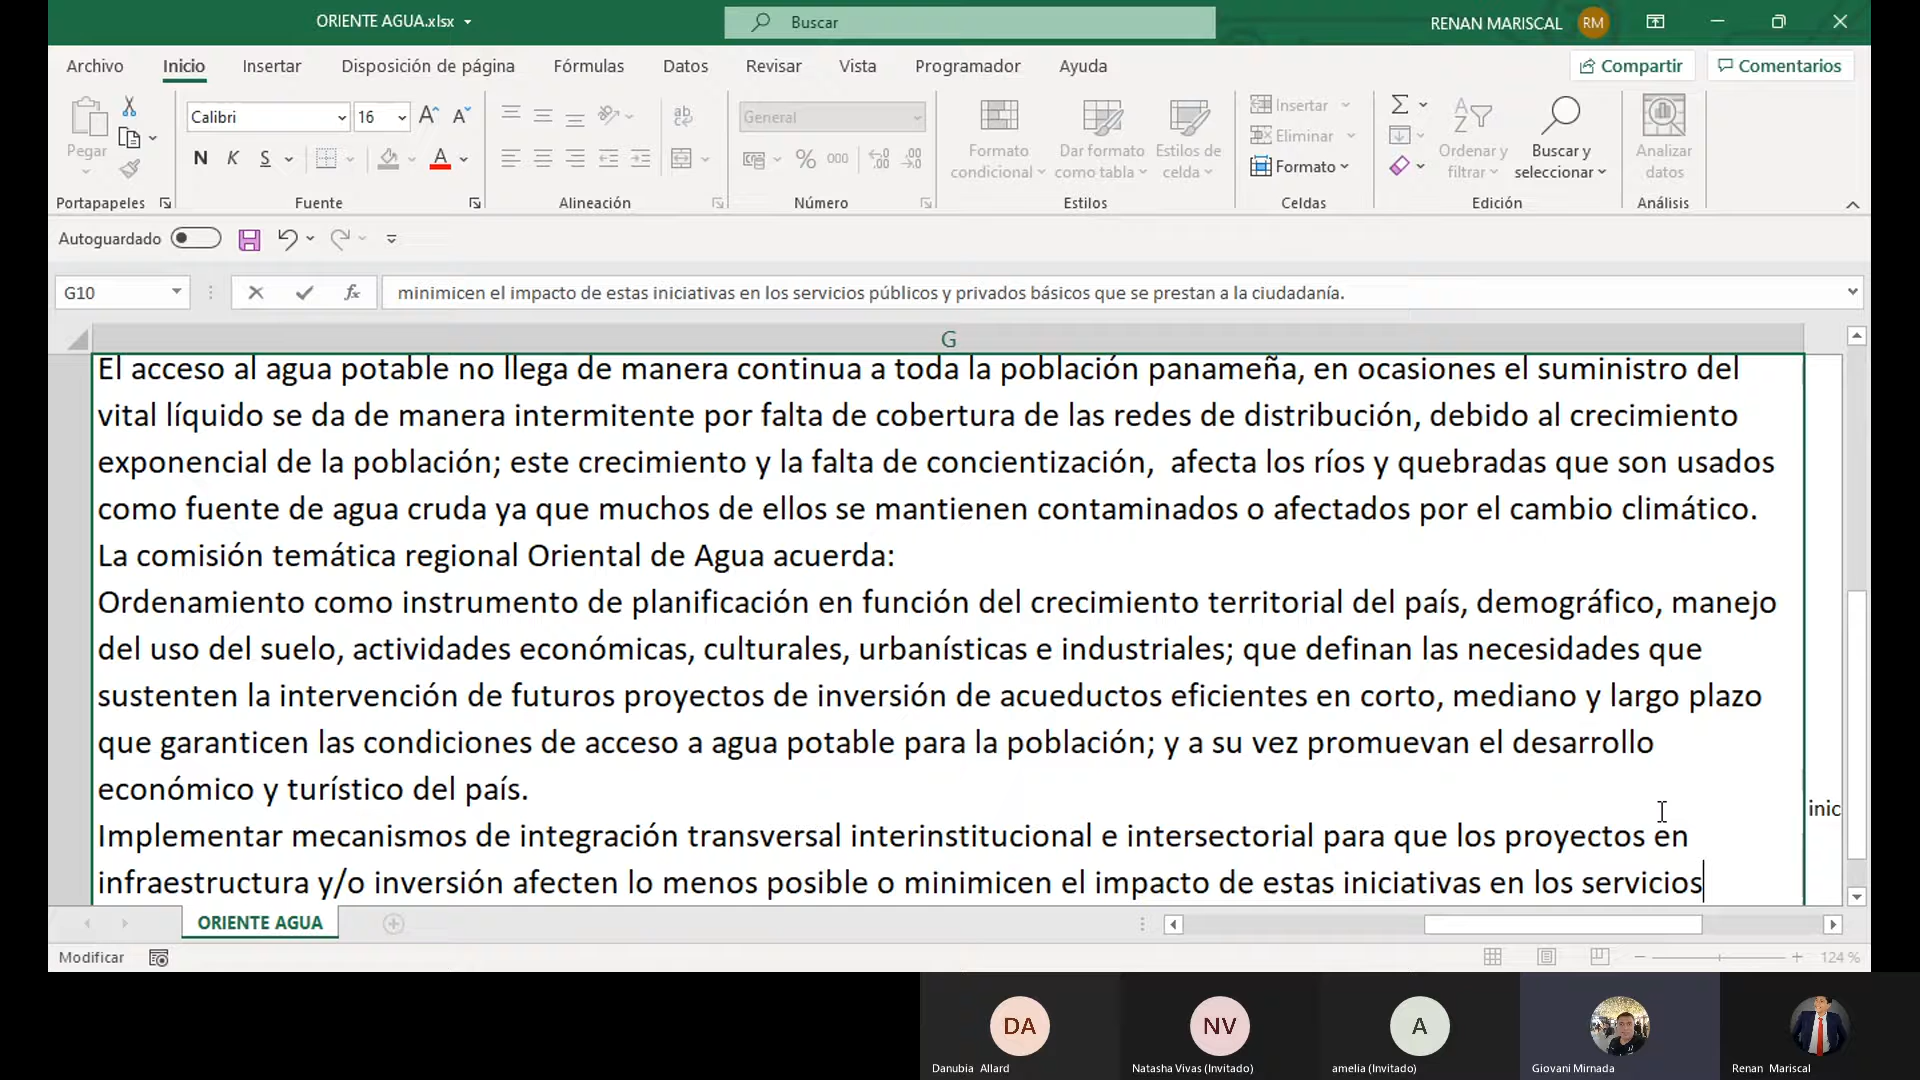 ORIENTE AGUA.xlsx
Buscar
RENAN MARISCAL RM
Archivo Inicio Insertar Disposición de página Fórmulas Datos Revisar Vista Programador Ayuda Compartir Comentarios
Pegar
Calibri 16
N K S
General
% 000
Formato condicional
Dar formato como tabla
Estilos de celda
Insertar
Eliminar
Formato
Ordenar y filtrar
Buscar y seleccionar
Analizar datos
Portapapeles Fuente Alineación Número Estilos Celdas Edición Análisis
Autoguardado
G10
fx
minimicen el impacto de estas iniciativas en los servicios públicos y privados básicos que se prestan a la ciudadanía.
G
El acceso al agua potable no llega de manera continua a toda la población panameña, en ocasiones el suministro del
vital líquido se da de manera intermitente por falta de cobertura de las redes de distribución, debido al crecimiento
exponencial de la población; este crecimiento y la falta de concientización,  afecta los ríos y quebradas que son usados
como fuente de agua cruda ya que muchos de ellos se mantienen contaminados o afectados por el cambio climático.
La comisión temática regional Oriental de Agua acuerda:
Ordenamiento como instrumento de planificación en función del crecimiento territorial del país, demográfico, manejo
del uso del suelo, actividades económicas, culturales, urbanísticas e industriales; que definan las necesidades que
sustenten la intervención de futuros proyectos de inversión de acueductos eficientes en corto, mediano y largo plazo
que garanticen las condiciones de acceso a agua potable para la población; y a su vez promuevan el desarrollo
económico y turístico del país.
inic
Implementar mecanismos de integración transversal interinstitucional e intersectorial para que los proyectos en
infraestructura y/o inversión afecten lo menos posible o minimicen el impacto de estas iniciativas en los servicios
ORIENTE AGUA
Modificar
124 %
DA NV A
Danubia Allard
Natasha Vivas (Invitado)
amelia (Invitado)
Giovani Mirnada
Renan Mariscal